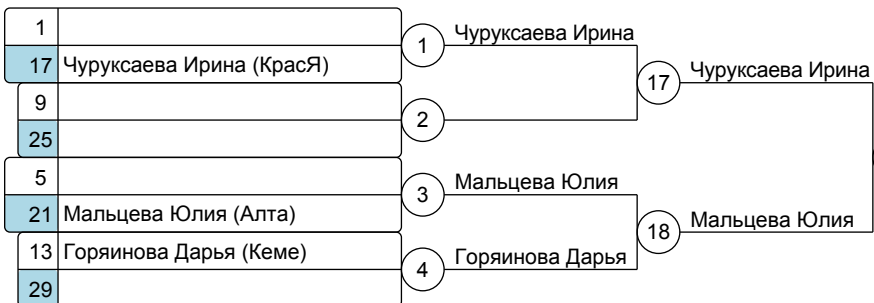 1
17 Чуруксаева Ирина (КрасЯ)
9
25
5
21 Мальцева Юлия (Алта)
13 Горяинова Дарья (Кеме)
29
1 Чуруксаева Ирина
2
3 Мальцева Юлия
4 Горяинова Дарья
17 Чуруксаева Ирина
18 Мальцева Юлия